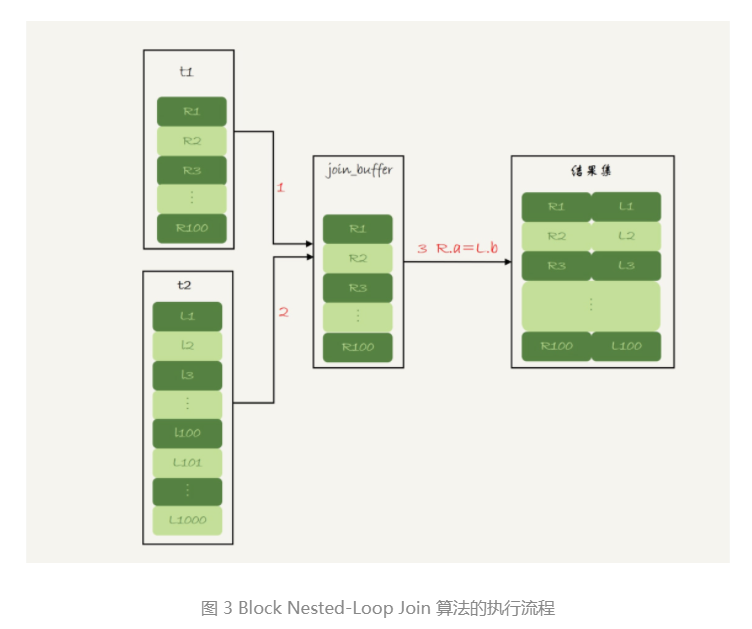 t1
R1
R2
R3
⋮
R100
1
t2
L1
L2
L3
⋮
L100
L101
⋮
L1000
2
join_buffer
R1
R2
R3
⋮
R100
3 R.a=L.b
结果集
R1 L1
R2 L2
R3 L3
⋮
R100 L100
图 3 Block Nested-Loop Join 算法的执行流程